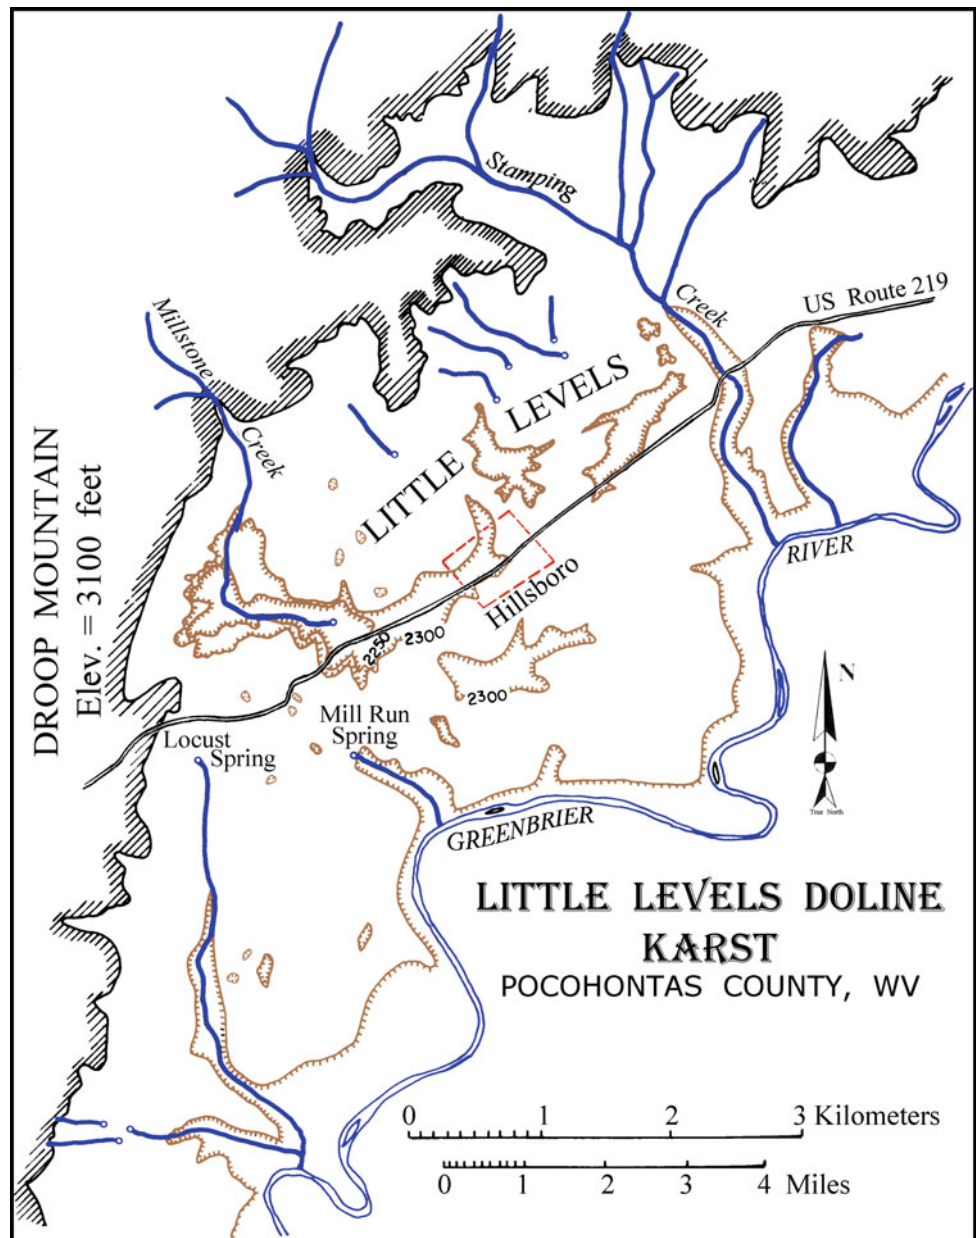 Stamping
Creek
US Route 219
Millstone
Creek
LITTLE LEVELS
DROOP MOUNTAIN
Elev. = 3100 feet
RIVER
Hillsboro
2250
2300
2300
N
True North
Mill Run
Spring
Locust
Spring
GREENBRIER
LITTLE LEVELS DOLINE
KARST
POCOHONTAS COUNTY, WV
0 1 2 3 Kilometers
0 1 2 3 4 Miles